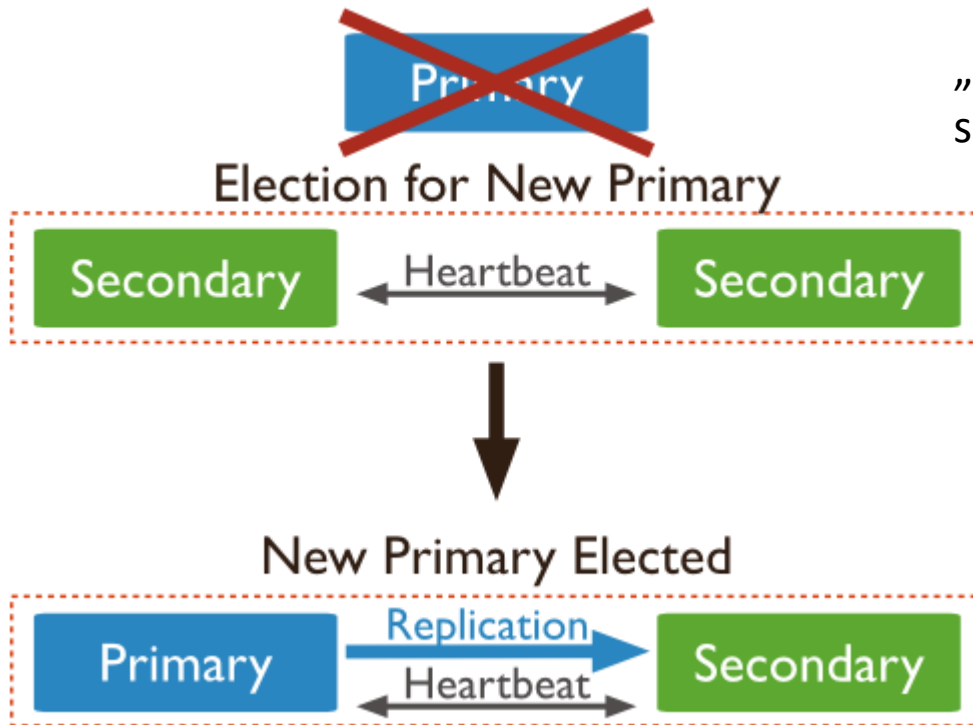 Primary
„
s
Election for New Primary
Secondary Heartbeat Secondary
New Primary Elected
Replication
Primary Secondary
Heartbeat